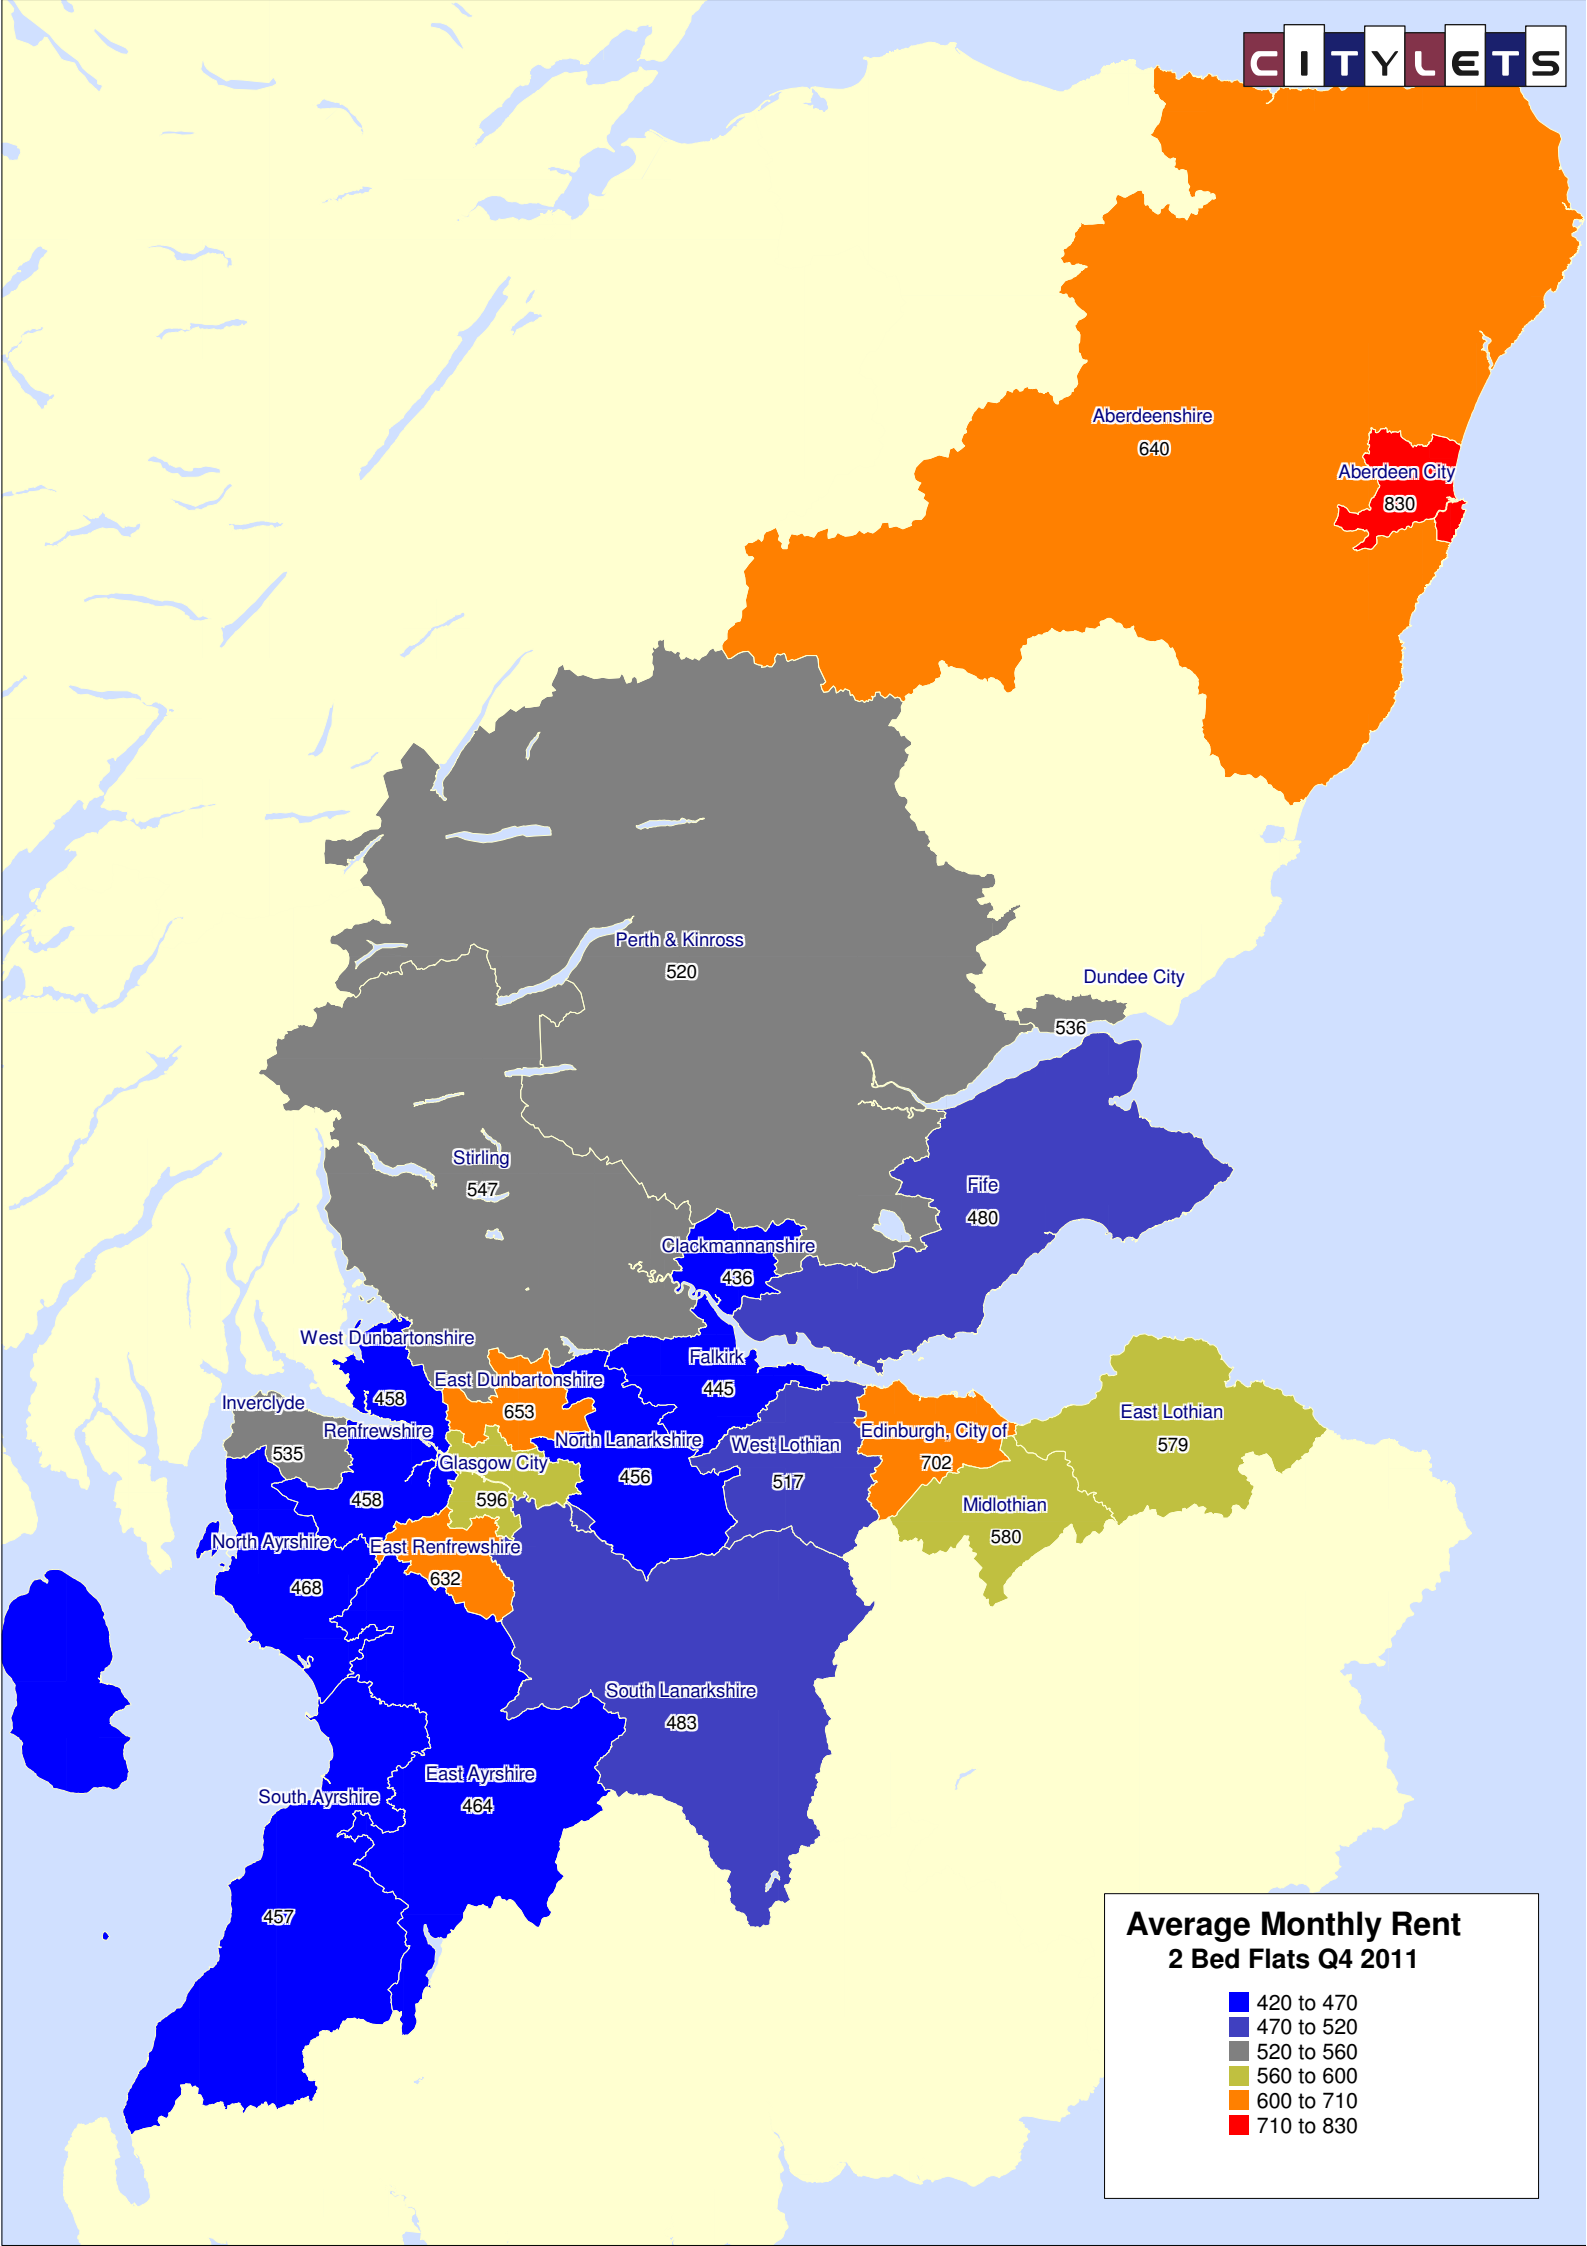 CITYLETS
Aberdeenshire
640
Aberdeen City
830
Perth & Kinross
520
Dundee City
536
Stirling
547
Fife
480
Clackmannanshire
436
West Dunbartonshire
458
Falkirk
445
East Dunbartonshire
653
Inverclyde
535
Renfrewshire
458
North Lanarkshire
456
West Lothian
517
Edinburgh, City of
702
East Lothian
579
Glasgow City
596
Midlothian
580
North Ayrshire
468
East Renfrewshire
632
South Lanarkshire
483
East Ayrshire
464
South Ayrshire
457
Average Monthly Rent
2 Bed Flats Q4 2011
420 to 470
470 to 520
520 to 560
560 to 600
600 to 710
710 to 830